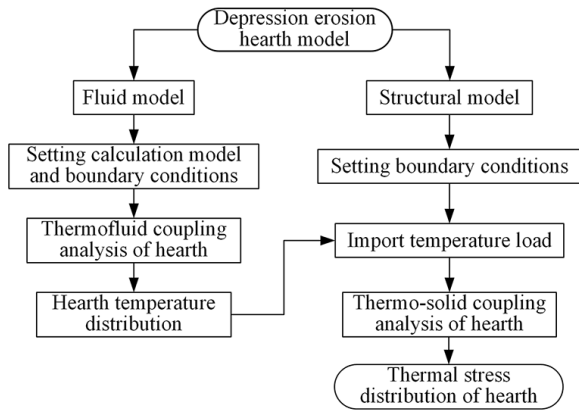 Depression erosion
hearth model
Fluid model
Structural model
Setting calculation model
and boundary conditions
Setting boundary conditions
Thermofluid coupling
analysis of hearth
Import temperature load
Hearth temperature
distribution
Thermo-solid coupling
analysis of hearth
Thermal stress
distribution of hearth